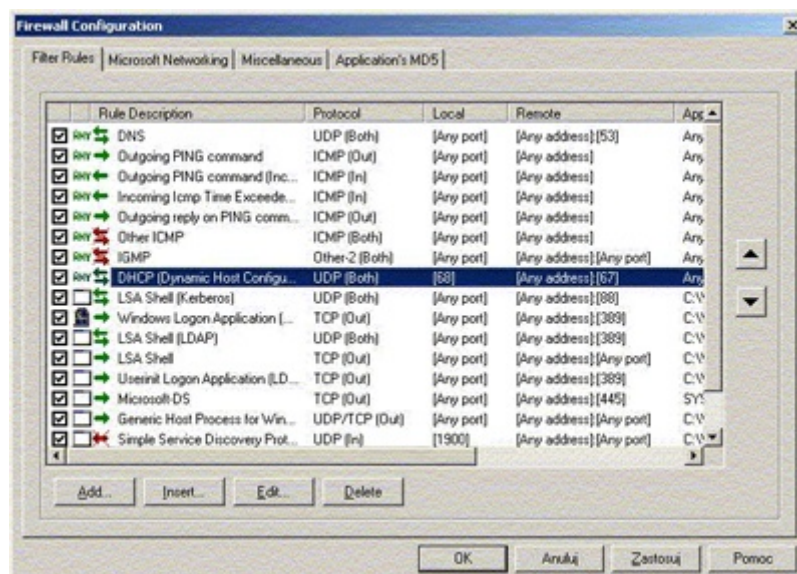 Firewall Configuration
Filter Rules Microsoft Networking Miscellaneous Application's MD5
Rule Description Protocol Local Remote App
ANY DNS UDP (Both) [Any port] [Any address]:[53] Any
ANY Outgoing PING command ICMP (Out) [Any port] [Any address] Any
ANY Outgoing PING command (Inc... ICMP (In) [Any port] [Any address] Any
ANY Incoming Icmp Time Exceede... ICMP (In) [Any port] [Any address] Any
ANY Outgoing reply on PING comm... ICMP (Out) [Any port] [Any address] Any
ANY Other ICMP ICMP (Both) [Any port] [Any address] Any
ANY IGMP Other-2 (Both) [Any port] [Any address]:[Any port] Any
ANY DHCP (Dynamic Host Configu... UDP (Both) [68] [Any address]:[67] Any
LSA Shell (Kerberos) UDP (Both) [Any port] [Any address]:[88] C:\
Windows Logon Application (... TCP (Out) [Any port] [Any address]:[389] C:\
LSA Shell (LDAP) UDP (Both) [Any port] [Any address]:[389] C:\
LSA Shell TCP (Out) [Any port] [Any address]:[Any port] C:\
Userinit Logon Application (LD... TCP (Out) [Any port] [Any address]:[389] C:\
Microsoft-DS TCP (Out) [Any port] [Any address]:[445] SYS
Generic Host Process for Win... UDP/TCP (Out) [Any port] [Any address]:[Any port] C:\
Simple Service Discovery Prot... UDP (In) [1900] [Any address]:[Any port] C:\
Add... Insert... Edit... Delete
OK Anuluj Zastosuj Pomoc